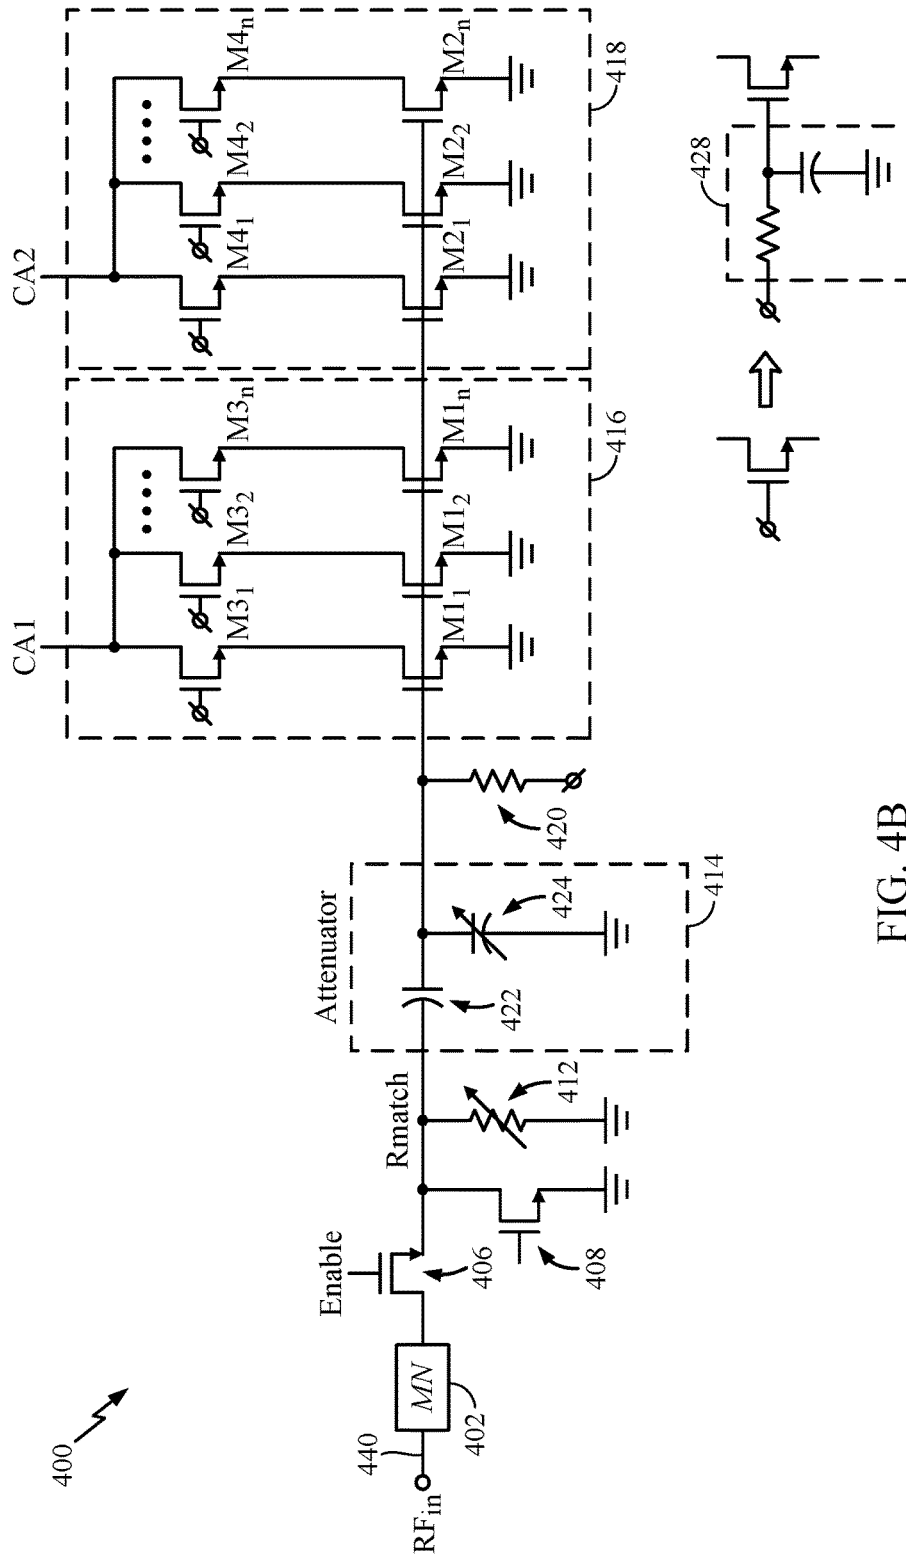 400
RFin
440
MN
402
Enable
406
408
Rmatch
412
Attenuator
422
424
414
420
CA1
M3₁
M3₂
M3ₙ
M1₁
M1₂
M1ₙ
416
CA2
M4₁
M4₂
M4ₙ
M2₁
M2₂
M2ₙ
418
428
FIG. 4B